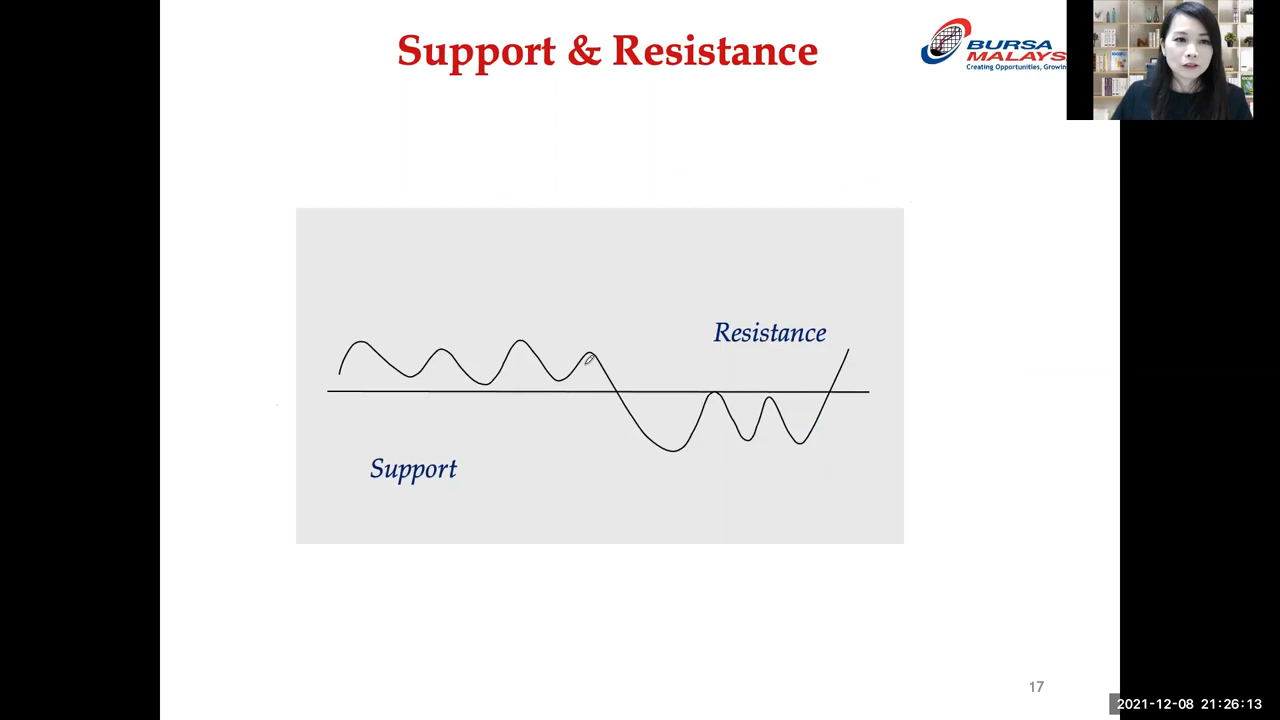 Support & Resistance
BURSA
MALAYS
Creating Opportunities, Growin
Resistance
Support
17
2021-12-08 21:26:13